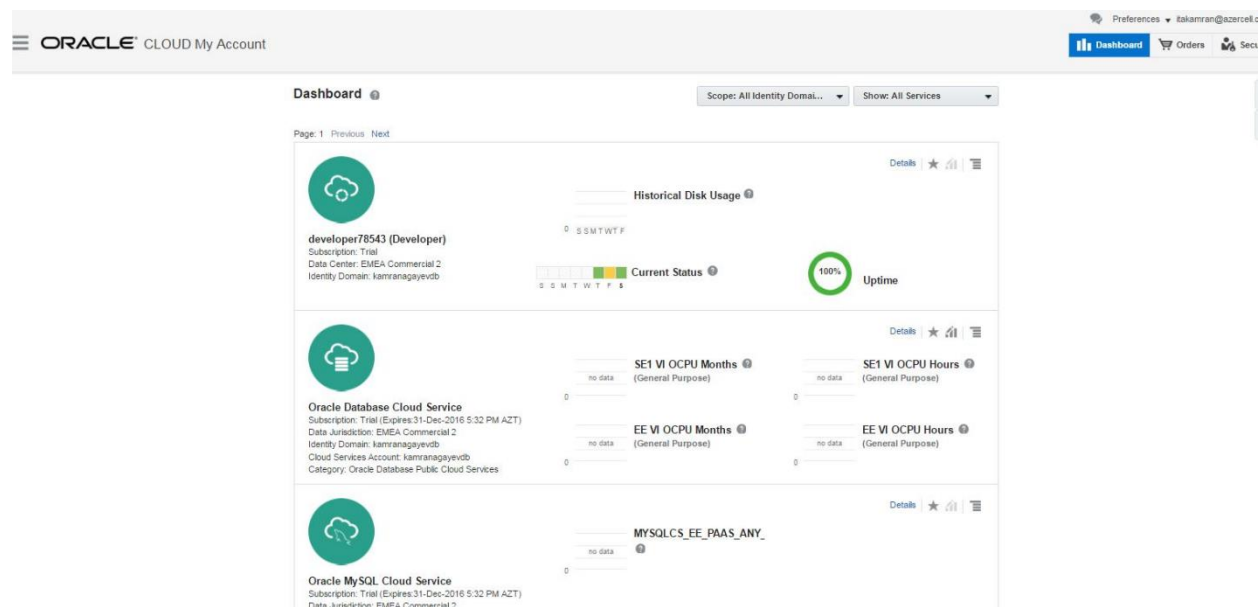 Preferences itakamran@azercell.c
ORACLE CLOUD My Account
Dashboard Orders Secu
Dashboard
Scope: All Identity Domai... Show: All Services
Page: 1 Previous Next
Details
Historical Disk Usage
0 S S M T W T F
developer78543 (Developer)
Subscription: Trial
Data Center: EMEA Commercial 2
Identity Domain: kamranagayevdb
Current Status
S S M T W T F S
100%
Uptime
Details
SE1 VI OCPU Months
(General Purpose)
no data
0
SE1 VI OCPU Hours
(General Purpose)
no data
0
Oracle Database Cloud Service
Subscription: Trial (Expires:31-Dec-2016 5:32 PM AZT)
Data Jurisdiction: EMEA Commercial 2
Identity Domain: kamranagayevdb
Cloud Services Account: kamranagayevdb
Category: Oracle Database Public Cloud Services
EE VI OCPU Months
(General Purpose)
no data
0
EE VI OCPU Hours
(General Purpose)
no data
0
Details
MYSQLCS_EE_PAAS_ANY_
no data
0
Oracle MySQL Cloud Service
Subscription: Trial (Expires:31-Dec-2016 5:32 PM AZT)
Data Jurisdiction: EMEA Commercial 2